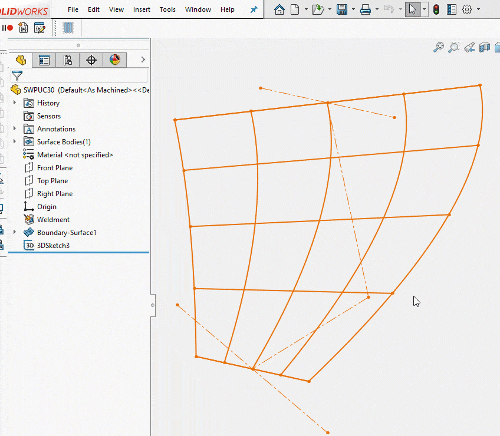 SOLIDWORKS File Edit View Insert Tools Window Help
SWPUC30 (Default<As Machined><<De
History
Sensors
Annotations
Surface Bodies(1)
Material <not specified>
Front Plane
Top Plane
Right Plane
Origin
Weldment
Boundary-Surface1
3D 3DSketch3